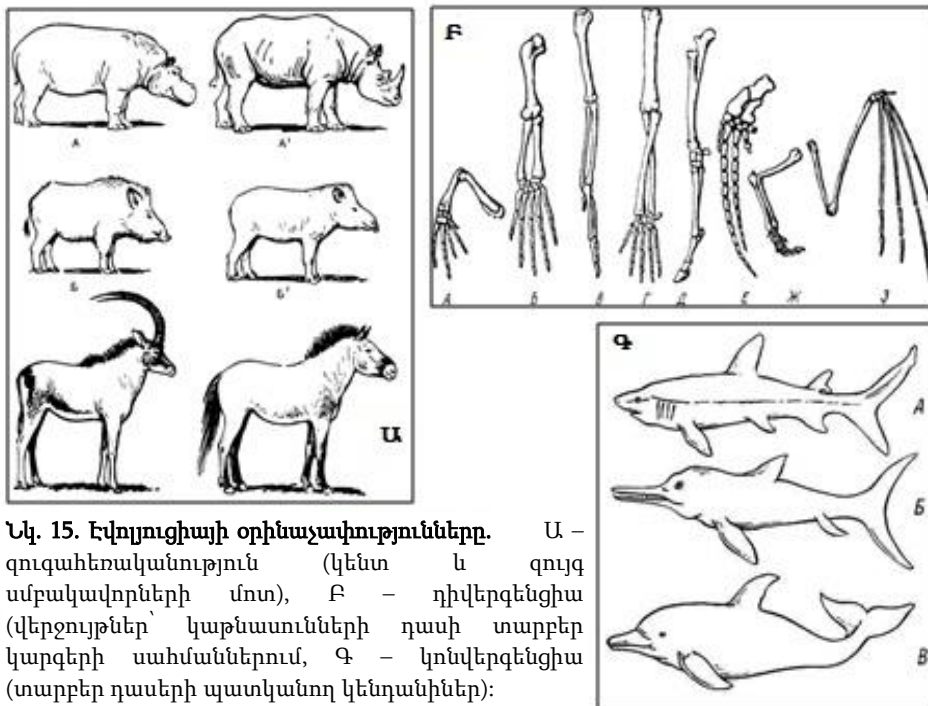 А А'
Б Б'
Ա
Բ
А Б В Г Д Е Ж З
Գ
А
Б
В
Նկ. 15. Էվոլյուցիայի օրինաչափությունները. Ա –
զուգահեռականություն (կենտ և զույգ
սմբակավորների մոտ), Բ – դիվերգենցիա
(վերջույթներ՝ կաթնասունների դասի տարբեր
կարգերի սահմաններում, Գ – կոնվերգենցիա
(տարբեր դասերի պատկանող կենդանիներ):